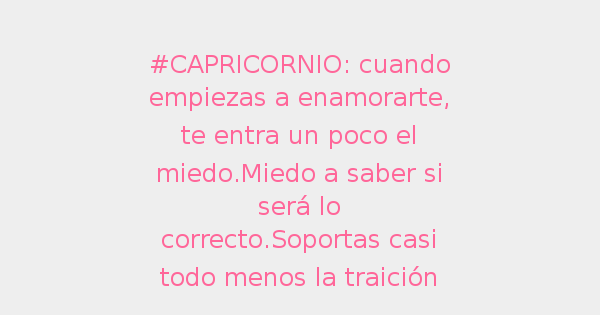 #CAPRICORNIO: cuando
empiezas a enamorarte,
te entra un poco el
miedo.Miedo a saber si
será lo
correcto.Soportas casi
todo menos la traición